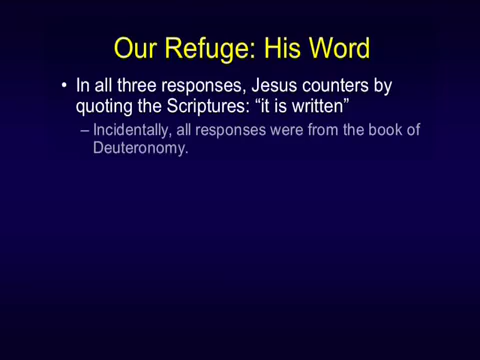 Our Refuge: His Word
• In all three responses, Jesus counters by
quoting the Scriptures: “it is written”
– Incidentally, all responses were from the book of
Deuteronomy.